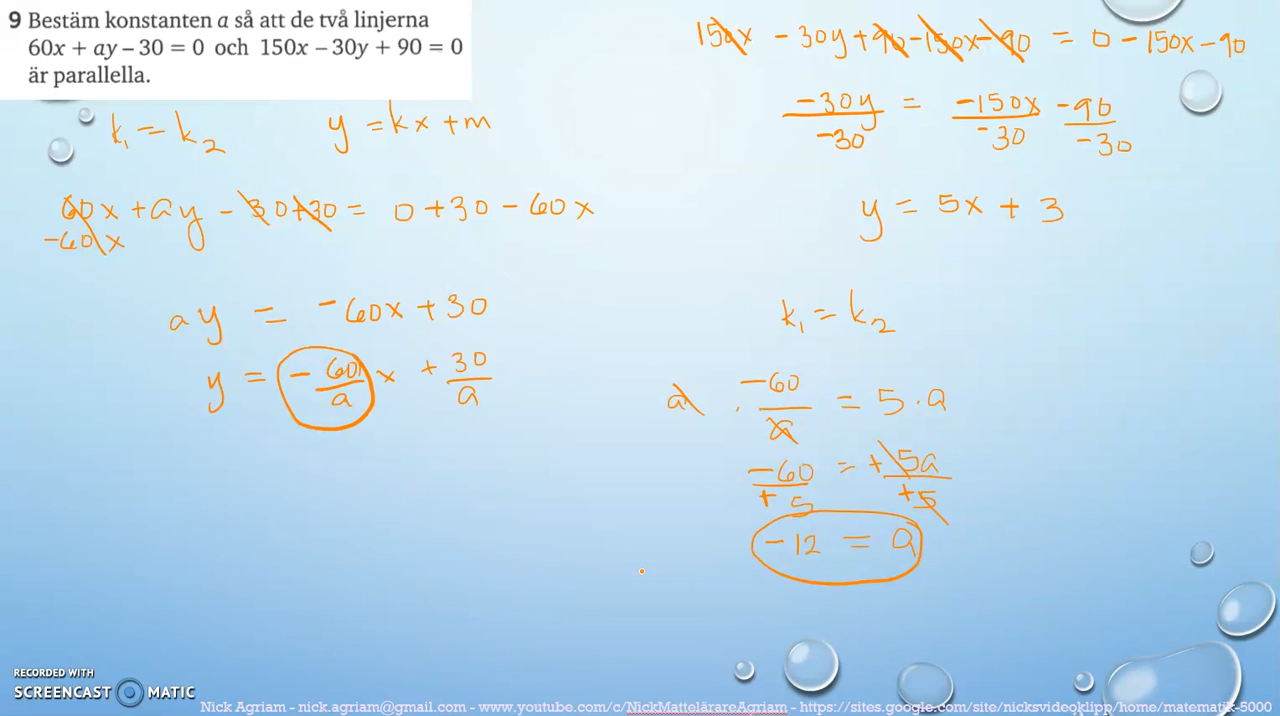 9 Bestäm konstanten a så att de två linjerna
60x + ay – 30 = 0 och 150x – 30y + 90 = 0
är parallella.
k₁ = k₂
y = kx + m
60x + ay - 30 + 30 = 0 + 30 - 60x
-60x
ay = -60x + 30
y = -60/a x + 30/a
150x - 30y + 90 - 150x - 90 = 0 - 150x - 90
-30y/-30 = -150x/-30 -90/-30
y = 5x + 3
k₁ = k₂
a · -60/a = 5 · a
-60/+5 = +5a/+5
-12 = a
RECORDED WITH
SCREENCAST MATIC
Nick Agriam - nick.agriam@gmail.com - www.youtube.com/c/NickMattelärareAgriam - https://sites.google.com/site/nicksvideoklipp/home/matematik-5000